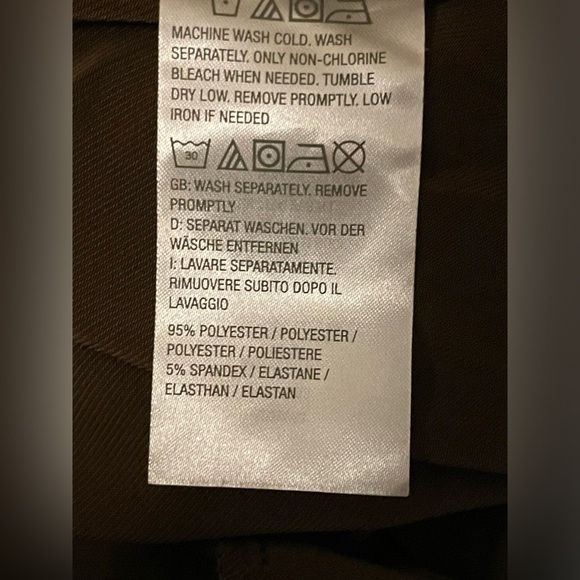 MACHINE WASH COLD. WASH
SEPARATELY. ONLY NON-CHLORINE
BLEACH WHEN NEEDED. TUMBLE
DRY LOW. REMOVE PROMPTLY. LOW
IRON IF NEEDED
30
GB: WASH SEPARATELY. REMOVE
PROMPTLY
D: SEPARAT WASCHEN. VOR DER
WÄSCHE ENTFERNEN
I: LAVARE SEPARATAMENTE.
RIMUOVERE SUBITO DOPO IL
LAVAGGIO
95% POLYESTER / POLYESTER /
POLYESTER / POLIESTERE
5% SPANDEX / ELASTANE /
ELASTHAN / ELASTAN